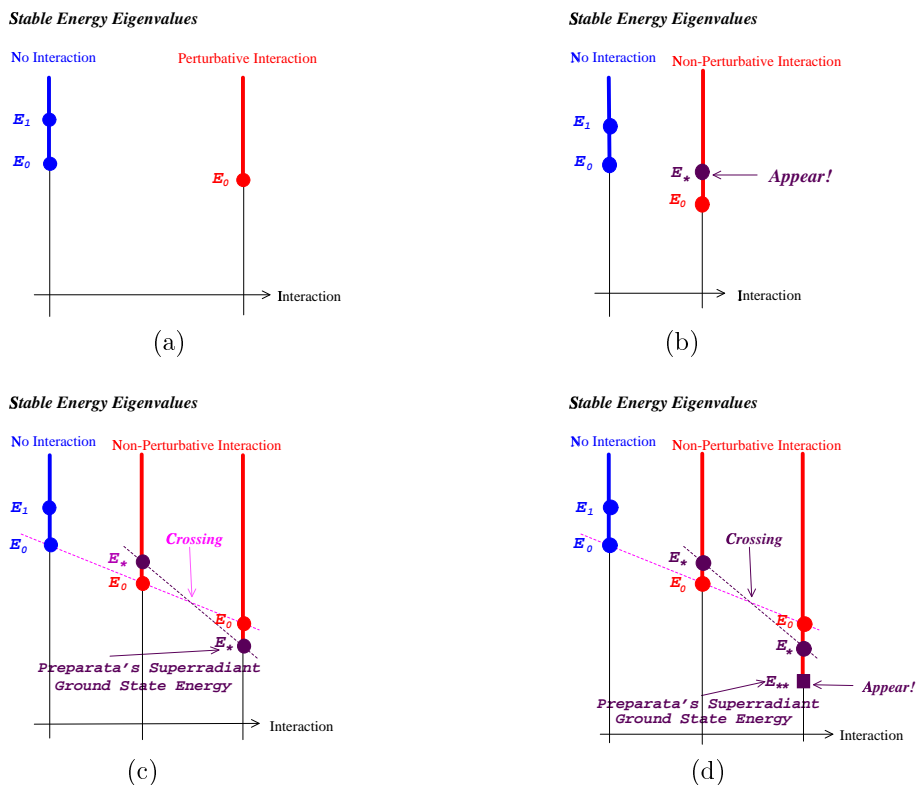 Stable Energy Eigenvalues
No Interaction
Perturbative Interaction
E₁
E₀
E₀
Interaction
(a)
Stable Energy Eigenvalues
No Interaction
Non-Perturbative Interaction
E₁
E₀
E*
Appear!
E₀
Interaction
(b)
Stable Energy Eigenvalues
No Interaction
Non-Perturbative Interaction
E₁
E₀
Crossing
E*
E₀
E₀
E*
Preparata's Superradiant
Ground State Energy
Interaction
(c)
Stable Energy Eigenvalues
No Interaction
Non-Perturbative Interaction
E₁
E₀
Crossing
E*
E₀
E₀
E*
E**
Appear!
Preparata's Superradiant
Ground State Energy
Interaction
(d)